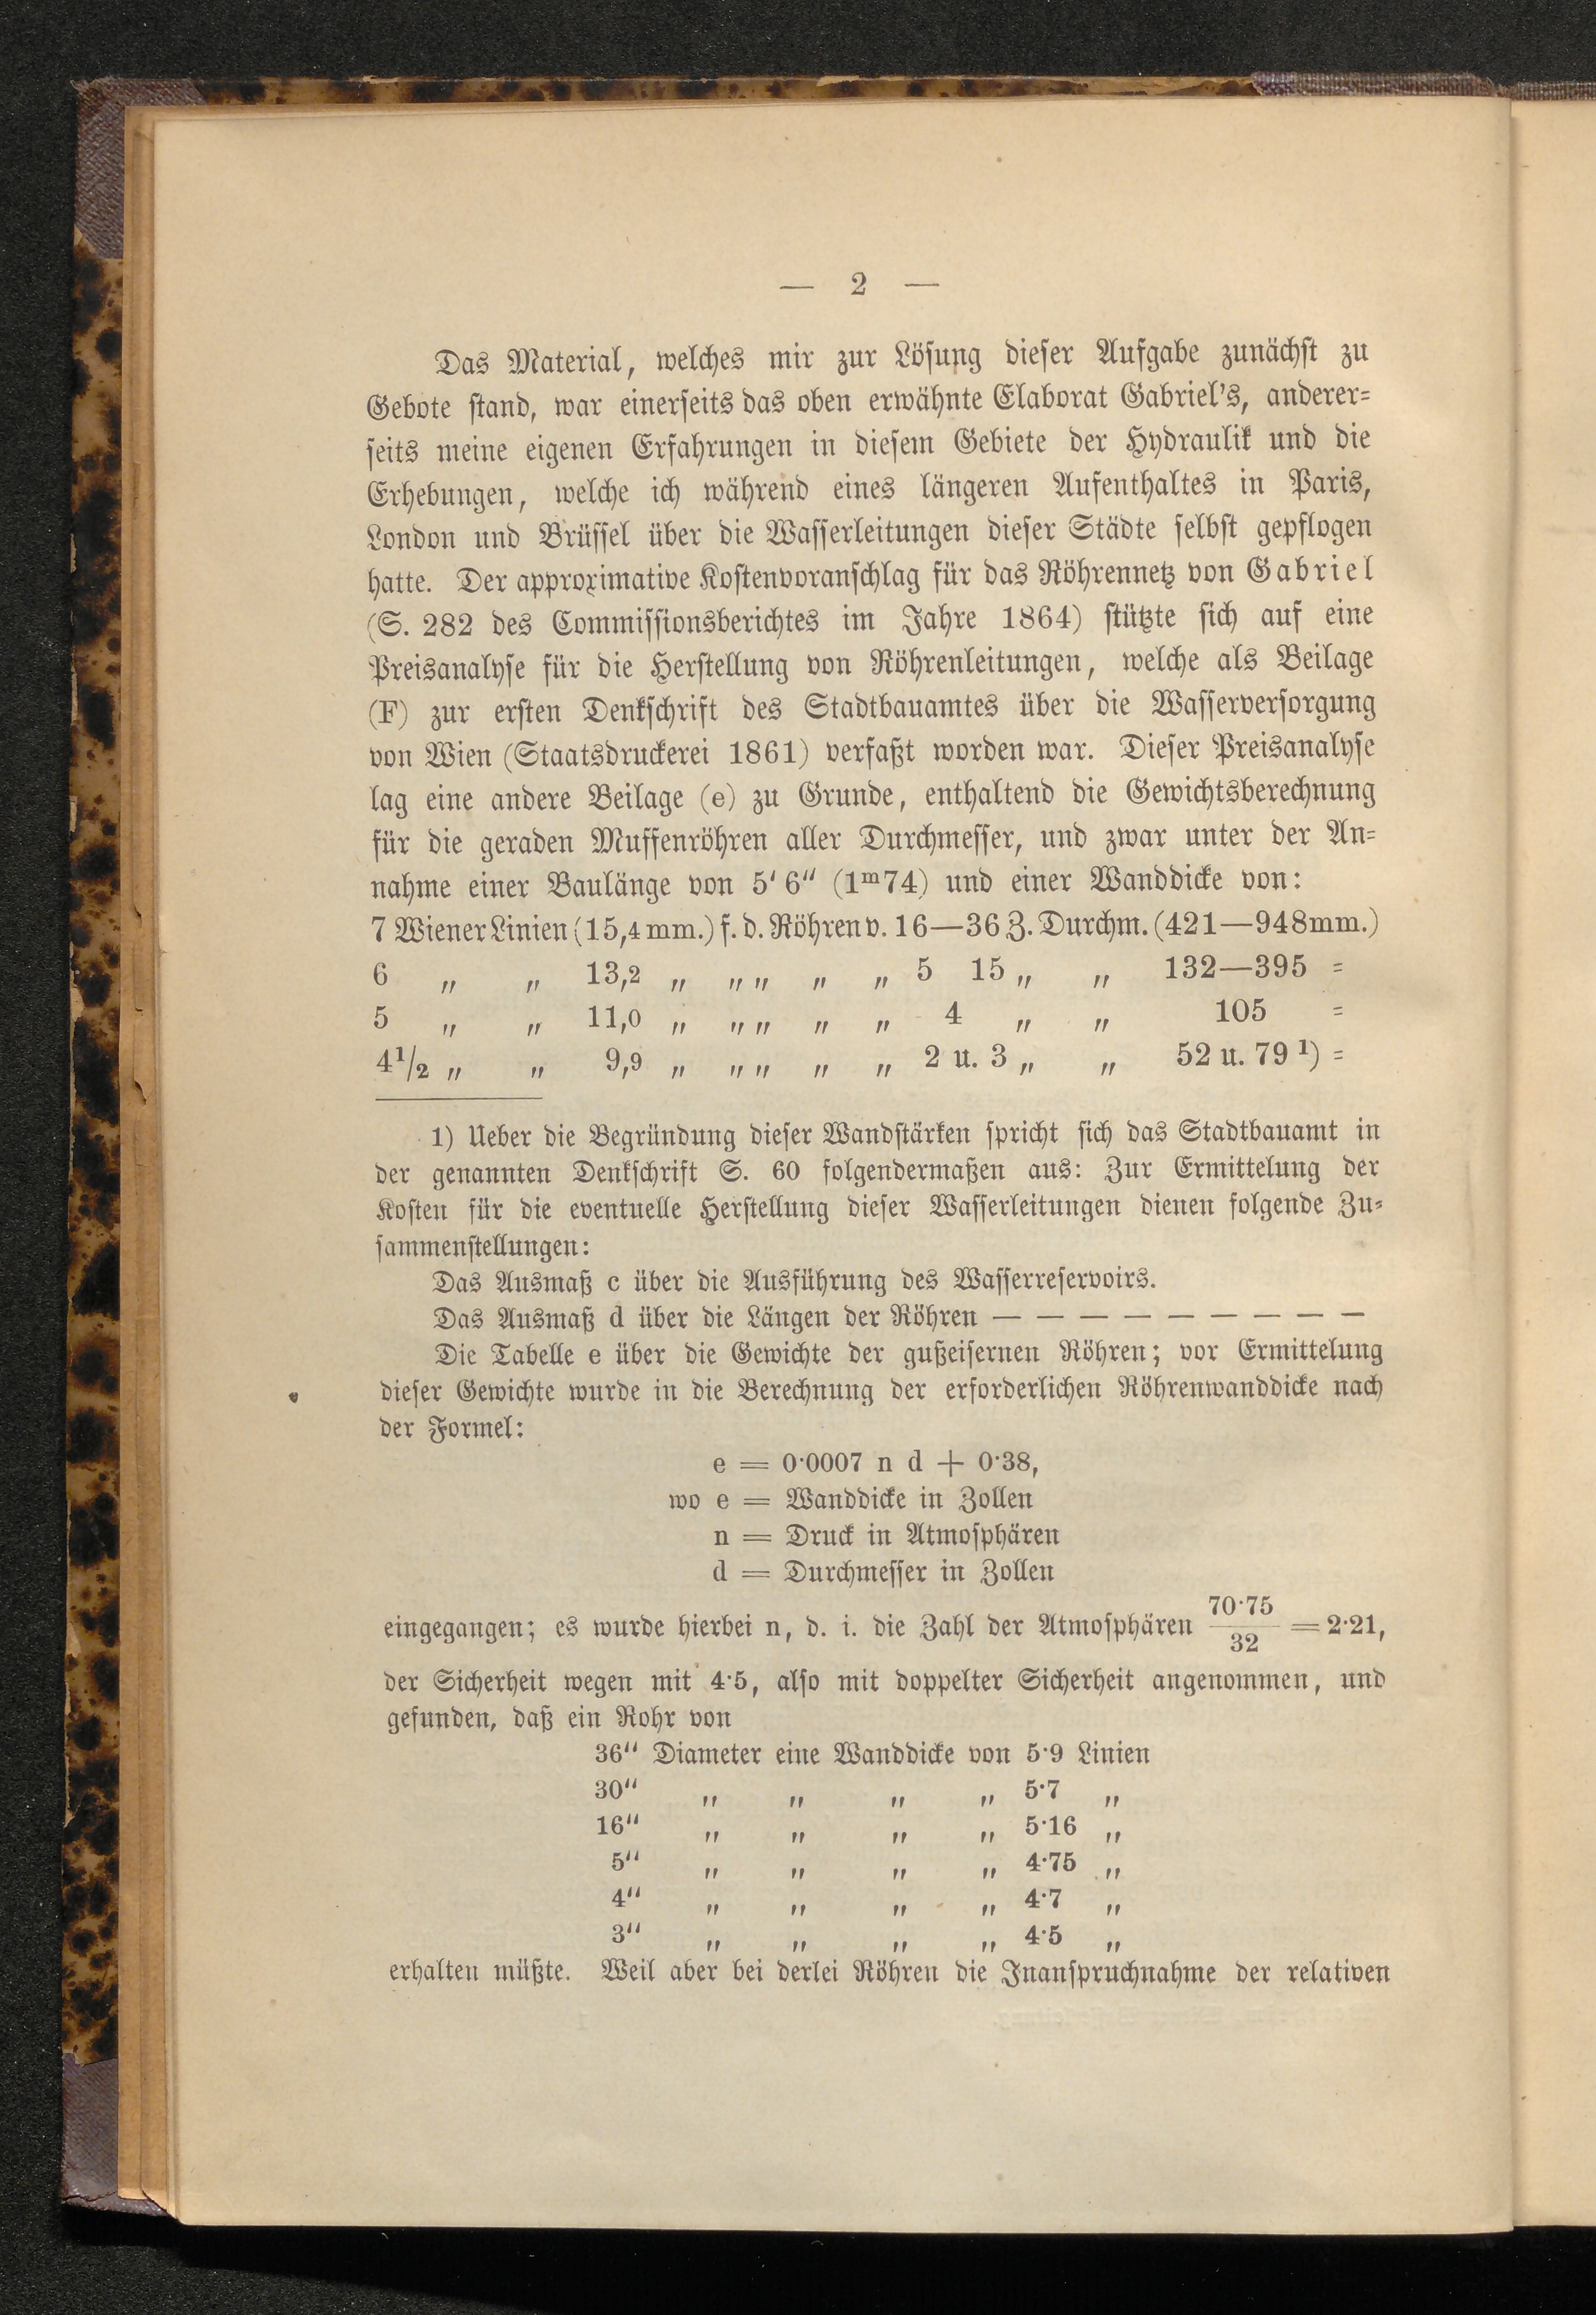 — 2 —
Das Material, welches mir zur Lösung dieser Aufgabe zunächst zu
Gebote stand, war einerseits das oben erwähnte Elaborat Gabriel's, anderer-
seits meine eigenen Erfahrungen in diesem Gebiete der Hydraulik und die
Erhebungen, welche ich während eines längeren Aufenthaltes in Paris,
London und Brüssel über die Wasserleitungen dieser Städte selbst gepflogen
hatte. Der approximative Kostenvoranschlag für das Röhrennetz von Gabriel
(S. 282 des Commissionsberichtes im Jahre 1864) stützte sich auf eine
Preisanalyse für die Herstellung von Röhrenleitungen, welche als Beilage
(F) zur ersten Denkschrift des Stadtbauamtes über die Wasserversorgung
von Wien (Staatsdruckerei 1861) verfaßt worden war. Dieser Preisanalyse
lag eine andere Beilage (e) zu Grunde, enthaltend die Gewichtsberechnung
für die geraden Muffenröhren aller Durchmesser, und zwar unter der An-
nahme einer Baulänge von 5' 6" (1m74) und einer Wanddicke von:
7 Wiener Linien (15,4 mm.) f. d. Röhren v. 16—36 Z. Durchm. (421—948 mm.)
6 „ „ 13,2 „ „ „ „ „ 5 15 „ „ 132—395 =
5 „ „ 11,0 „ „ „ „ „ 4 „ „ 105 =
4½ „ „ 9,9 „ „ „ „ „ 2 u. 3 „ „ 52 u. 79 ¹) =
1) Ueber die Begründung dieser Wandstärken spricht sich das Stadtbauamt in
der genannten Denkschrift S. 60 folgendermaßen aus: Zur Ermittelung der
Kosten für die eventuelle Herstellung dieser Wasserleitungen dienen folgende Zu-
sammenstellungen:
Das Ausmaß c über die Ausführung des Wasserreservoirs.
Das Ausmaß d über die Längen der Röhren — — — — — — — — —
Die Tabelle e über die Gewichte der gußeisernen Röhren; vor Ermittelung
dieser Gewichte wurde in die Berechnung der erforderlichen Röhrenwanddicke nach
der Formel:
e = 0·0007 n d + 0·38,
wo e = Wanddicke in Zollen
n = Druck in Atmosphären
d = Durchmesser in Zollen
eingegangen; es wurde hierbei n, d. i. die Zahl der Atmosphären 70·75/32 = 2·21,
der Sicherheit wegen mit 4·5, also mit doppelter Sicherheit angenommen, und
gefunden, daß ein Rohr von
36" Diameter eine Wanddicke von 5·9 Linien
30" „ „ „ „ 5·7 „
16" „ „ „ „ 5·16 „
5" „ „ „ „ 4·75 „
4" „ „ „ „ 4·7 „
3" „ „ „ „ 4·5 „
erhalten müßte. Weil aber bei derlei Röhren die Inanspruchnahme der relativen